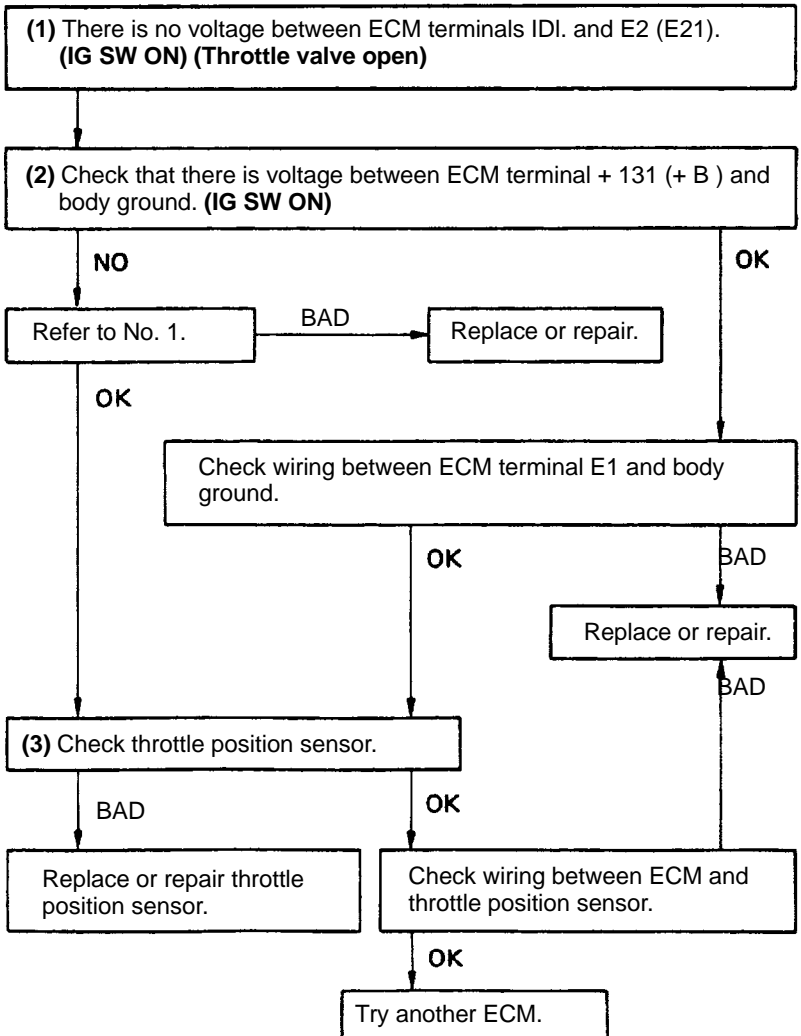 (1) There is no voltage between ECM terminals IDl. and E2 (E21).
(IG SW ON) (Throttle valve open)
(2) Check that there is voltage between ECM terminal + 131 (+ B ) and
body ground. (IG SW ON)
NO
OK
Refer to No. 1.
BAD
Replace or repair.
OK
Check wiring between ECM terminal E1 and body
ground.
OK
BAD
Replace or repair.
BAD
(3) Check throttle position sensor.
BAD
OK
Replace or repair throttle
position sensor.
Check wiring between ECM and
throttle position sensor.
OK
Try another ECM.